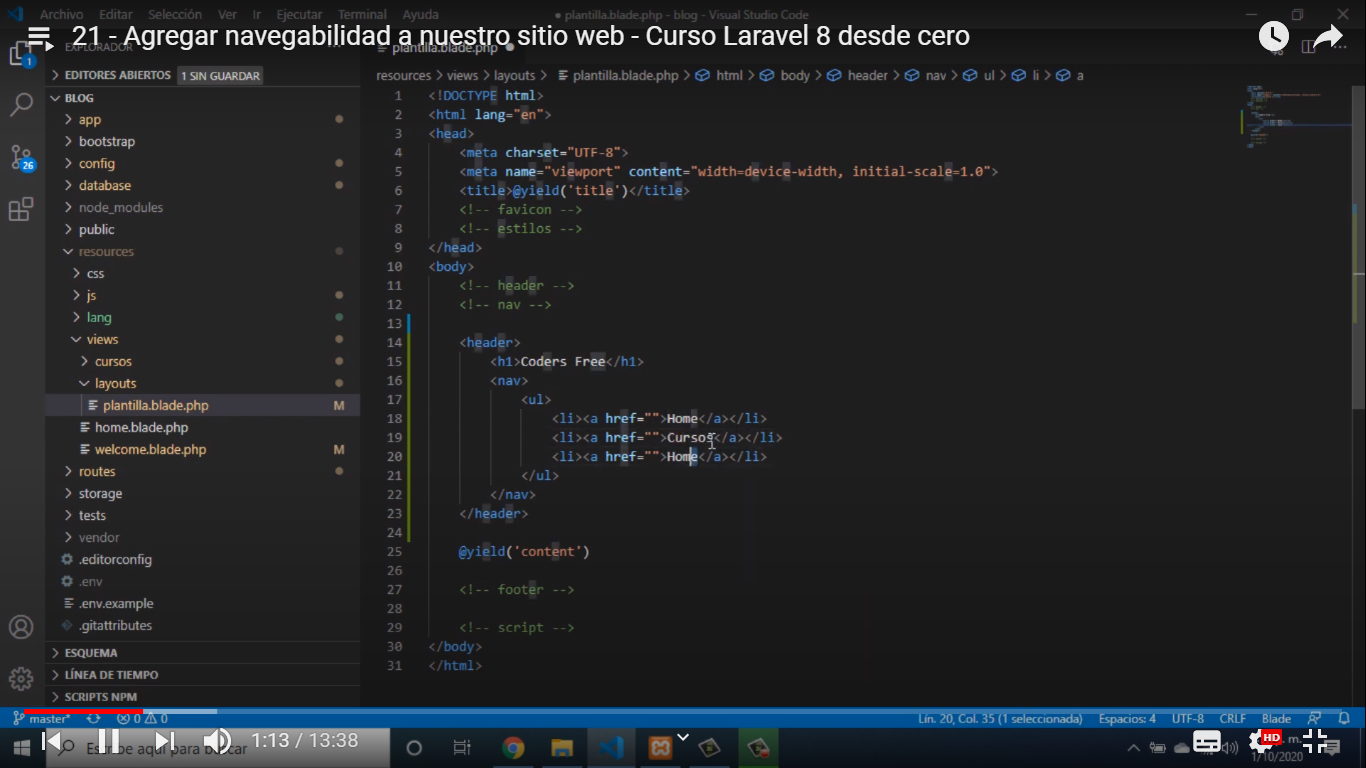 Archivo Editar Selección Ver Ir Ejecutar Terminal Ayuda
● plantilla.blade.php - blog - Visual Studio Code
21 - Agregar navegabilidad a nuestro sitio web - Curso Laravel 8 desde cero
EXPLORADOR
plantilla.blade.php ●
EDITORES ABIERTOS 1 SIN GUARDAR
resources > views > layouts > plantilla.blade.php > html > body > header > nav > ul > li > a
BLOG
app
bootstrap
config
database
node_modules
public
resources
css
js
lang
views
cursos
layouts
plantilla.blade.php M
home.blade.php
welcome.blade.php M
routes
storage
tests
vendor
.editorconfig
.env
.env.example
.gitattributes
ESQUEMA
LÍNEA DE TIEMPO
SCRIPTS NPM
1
26
1 <!DOCTYPE html>
2 <html lang="en">
3 <head>
4 <meta charset="UTF-8">
5 <meta name="viewport" content="width=device-width, initial-scale=1.0">
6 <title>@yield('title')</title>
7 <!-- favicon -->
8 <!-- estilos -->
9 </head>
10 <body>
11 <!-- header -->
12 <!-- nav -->
13
14 <header>
15 <h1>Coders Free</h1>
16 <nav>
17 <ul>
18 <li><a href="">Home</a></li>
19 <li><a href="">Cursos</a></li>
20 <li><a href="">Home</a></li>
21 </ul>
22 </nav>
23 </header>
24
25 @yield('content')
26
27 <!-- footer -->
28
29 <!-- script -->
30 </body>
31 </html>
master* 0 0 Lín. 20, Col. 35 (1 seleccionada) Espacios: 4 UTF-8 CRLF Blade
1:13 / 13:38
Escribe aquí para buscar
HD
m.
1/10/2020